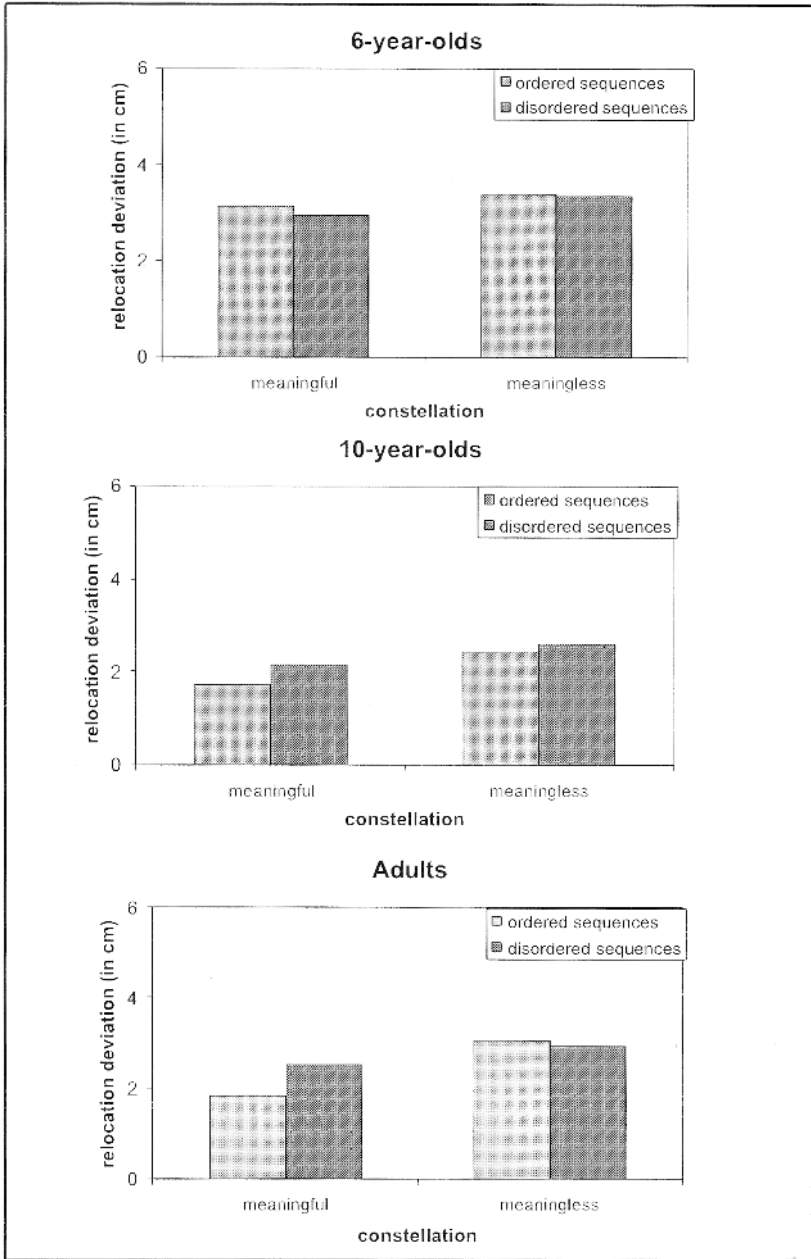 6-year-olds
6
ordered sequences
disordered sequences
4
2
0
relocation deviation (in cm)
meaningful meaningless
constellation
10-year-olds
6
ordered sequences
disordered sequences
4
2
0
relocation deviation (in cm)
meaningful meaningless
constellation
Adults
6
ordered sequences
disordered sequences
4
2
0
relocation deviation (in cm)
meaningful meaningless
constellation